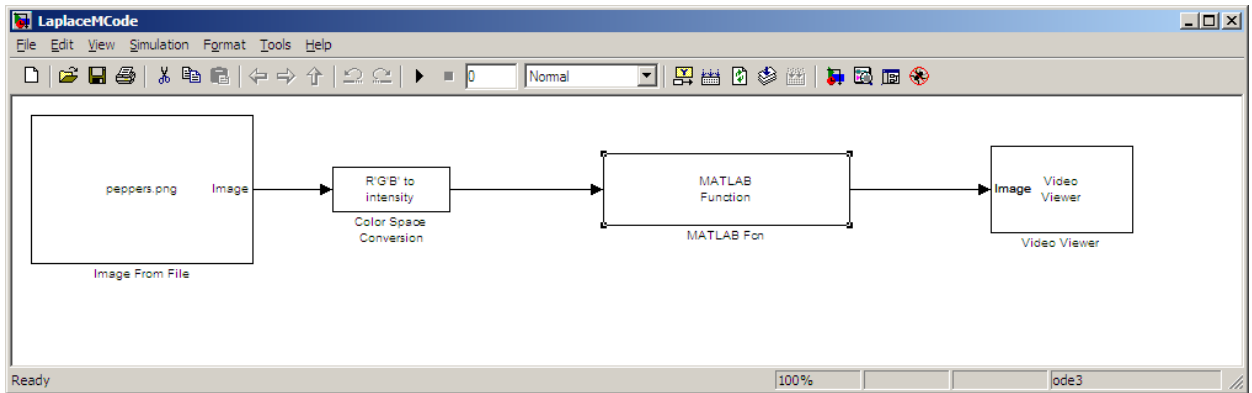 LaplaceMCode
File Edit View Simulation Format Tools Help
0 Normal
peppers.png Image
Image From File
R'G'B' to
intensity
Color Space
Conversion
MATLAB
Function
MATLAB Fcn
Image Video
Viewer
Video Viewer
Ready 100% ode3